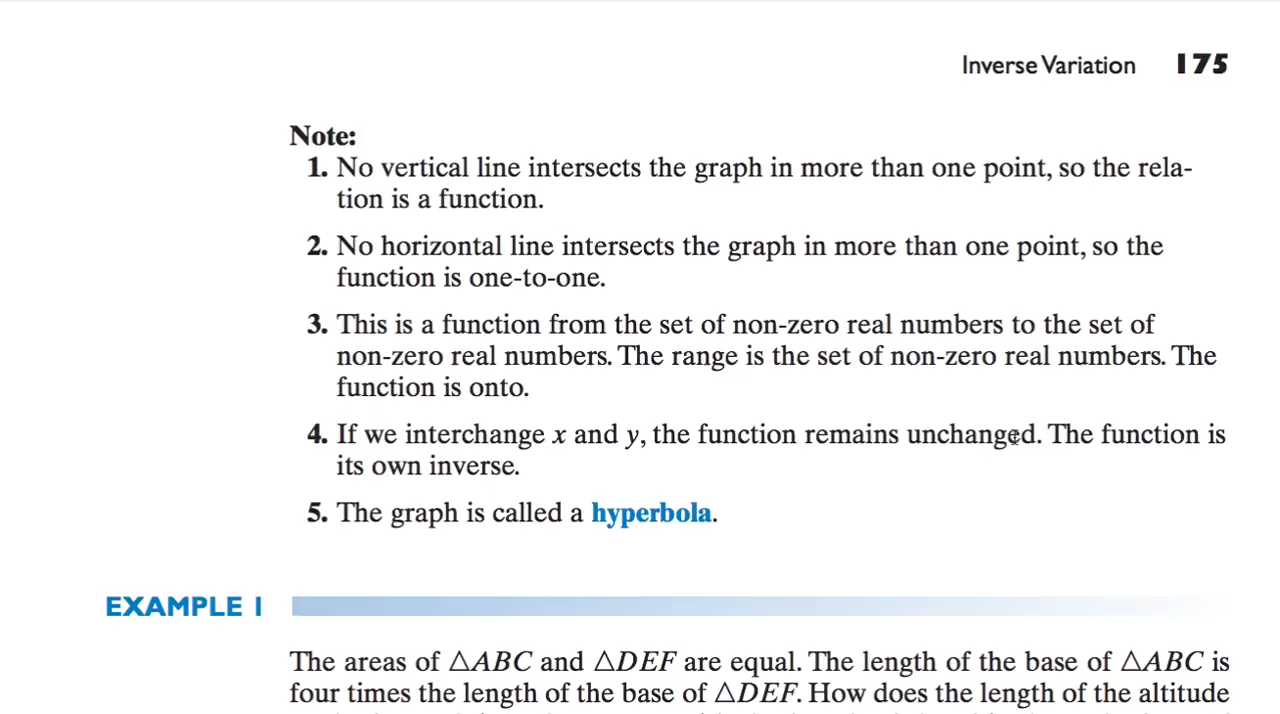 Inverse Variation 175
Note:
1. No vertical line intersects the graph in more than one point, so the rela-
tion is a function.
2. No horizontal line intersects the graph in more than one point, so the
function is one-to-one.
3. This is a function from the set of non-zero real numbers to the set of
non-zero real numbers. The range is the set of non-zero real numbers. The
function is onto.
4. If we interchange x and y, the function remains unchanged. The function is
its own inverse.
5. The graph is called a hyperbola.
EXAMPLE 1
The areas of △ABC and △DEF are equal. The length of the base of △ABC is
four times the length of the base of △DEF. How does the length of the altitude